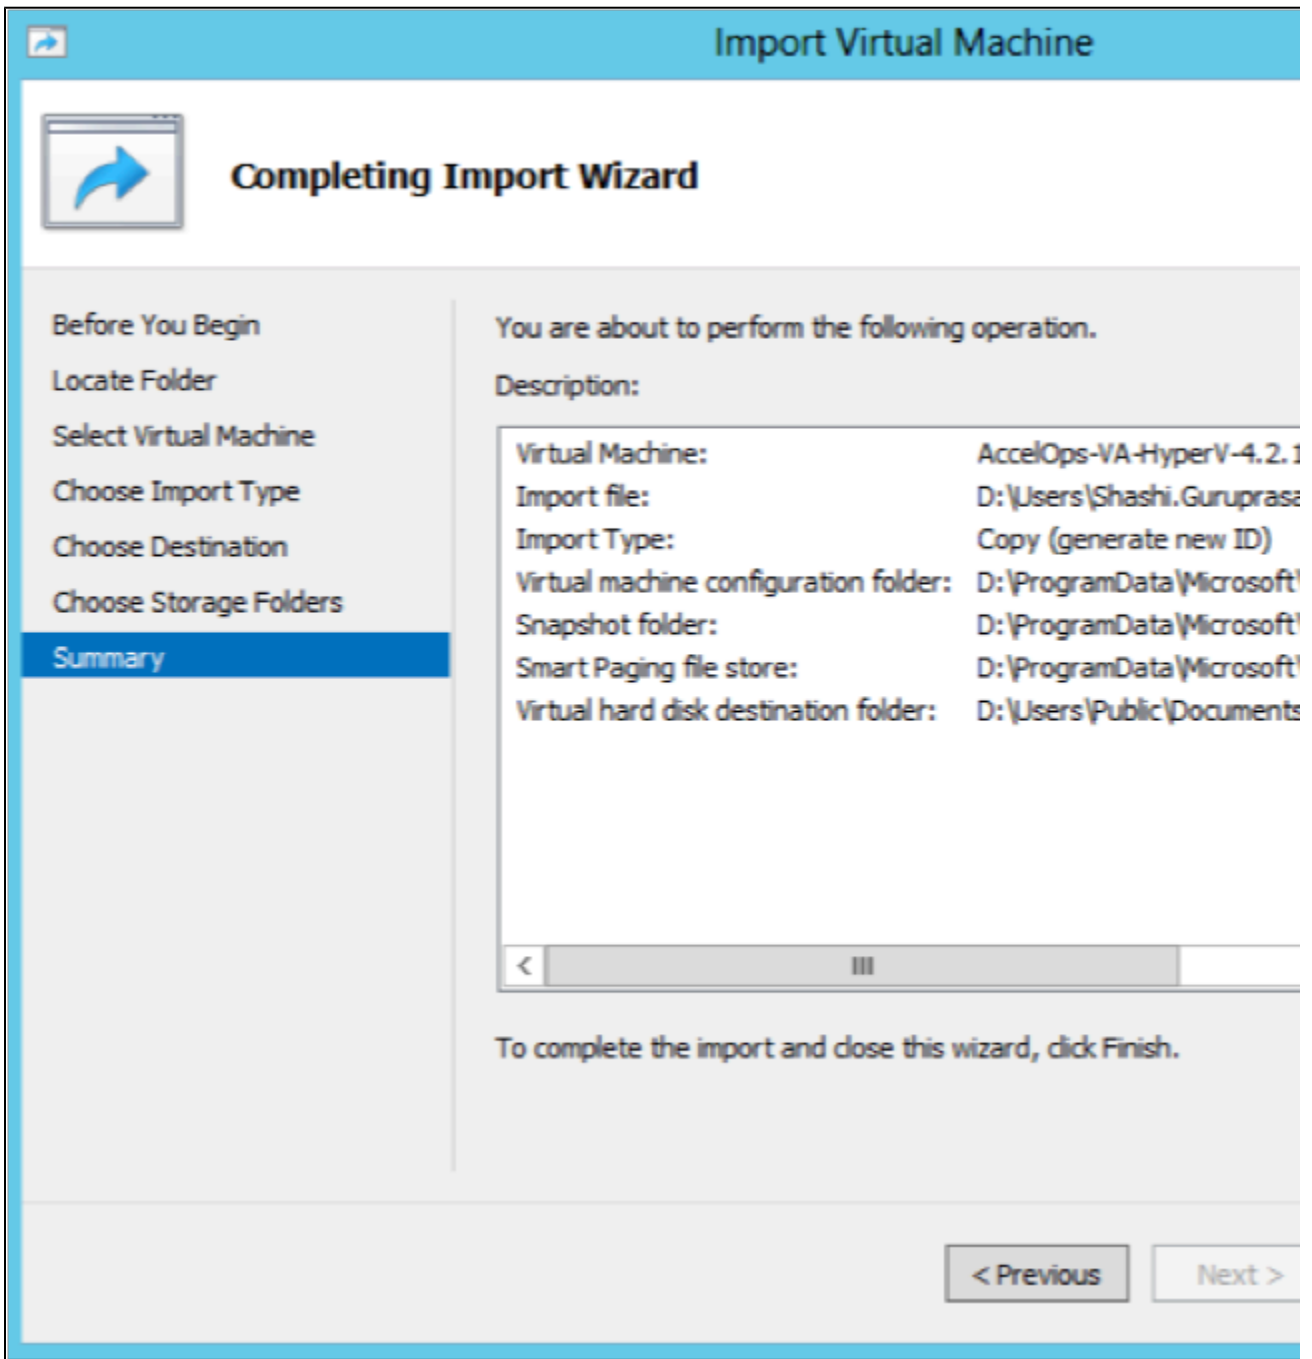 Import Virtual Machine
Completing Import Wizard
Before You Begin
Locate Folder
Select Virtual Machine
Choose Import Type
Choose Destination
Choose Storage Folders
Summary
You are about to perform the following operation.
Description:
Virtual Machine: AccelOps-VA-HyperV-4.2.1
Import file: D:\Users\Shashi.Guruprasa
Import Type: Copy (generate new ID)
Virtual machine configuration folder: D:\ProgramData\Microsoft\
Snapshot folder: D:\ProgramData\Microsoft\
Smart Paging file store: D:\ProgramData\Microsoft\
Virtual hard disk destination folder: D:\Users\Public\Documents
To complete the import and close this wizard, click Finish.
< Previous
Next >